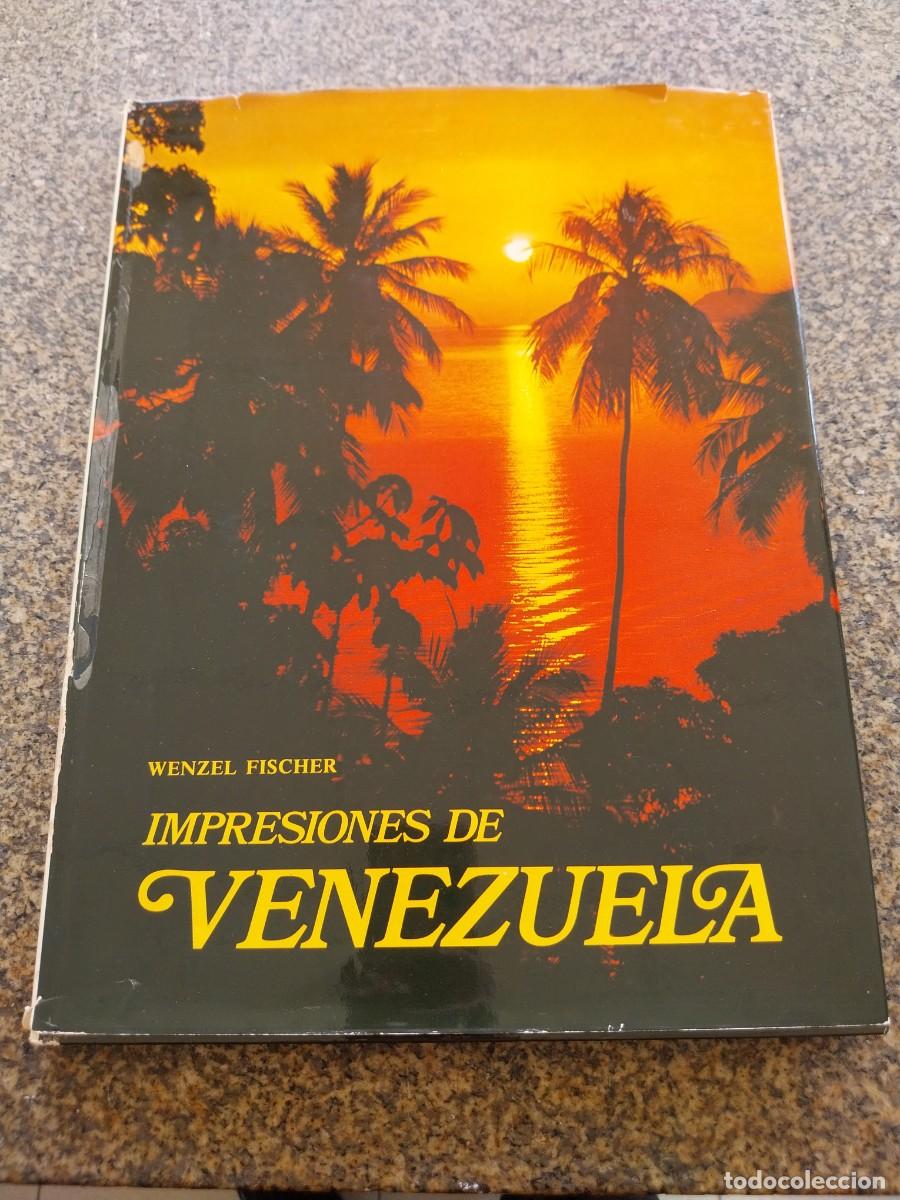 WENZEL FISCHER
IMPRESIONES DE
VENEZUELA
todocoleccion